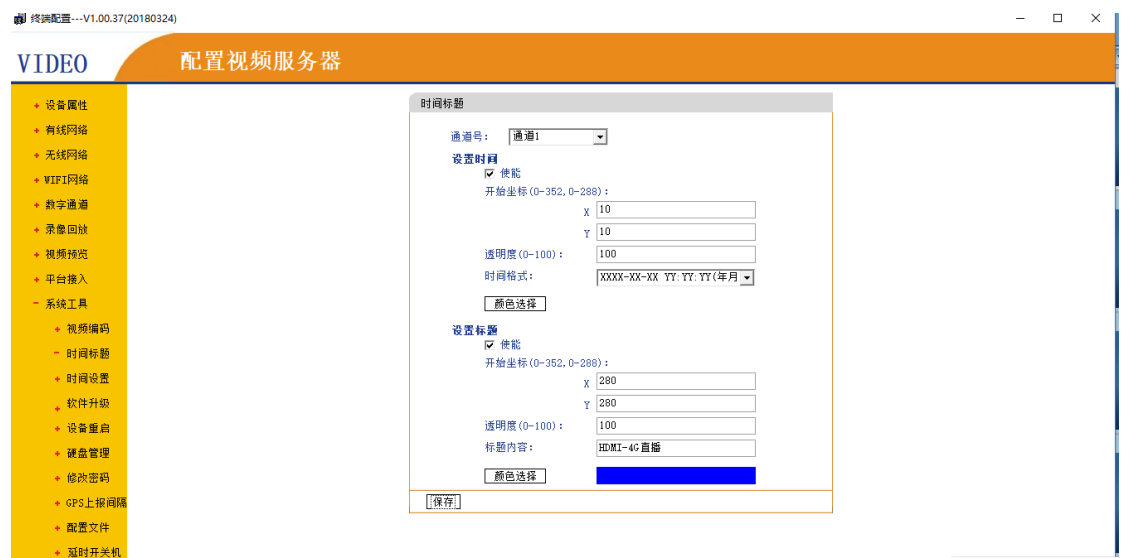 终端配置---V1.00.37(20180324)
VIDEO
配置视频服务器
+ 设备属性
+ 有线网络
+ 无线网络
+ WIFI网络
+ 数字通道
+ 录像回放
+ 视频预览
+ 平台接入
- 系统工具
+ 视频编码
- 时间标题
+ 时间设置
+ 软件升级
+ 设备重启
+ 硬盘管理
+ 修改密码
+ GPS上报间隔
+ 配置文件
+ 延时开关机
时间标题
通道号: 通道1
设置时间
使能
开始坐标(0-352,0-288):
X 10
Y 10
透明度(0-100): 100
时间格式: XXXX-XX-XX YY:YY:YY(年月
颜色选择
设置标题
使能
开始坐标(0-352,0-288):
X 280
Y 280
透明度(0-100): 100
标题内容: HDMI-4G直播
颜色选择
保存